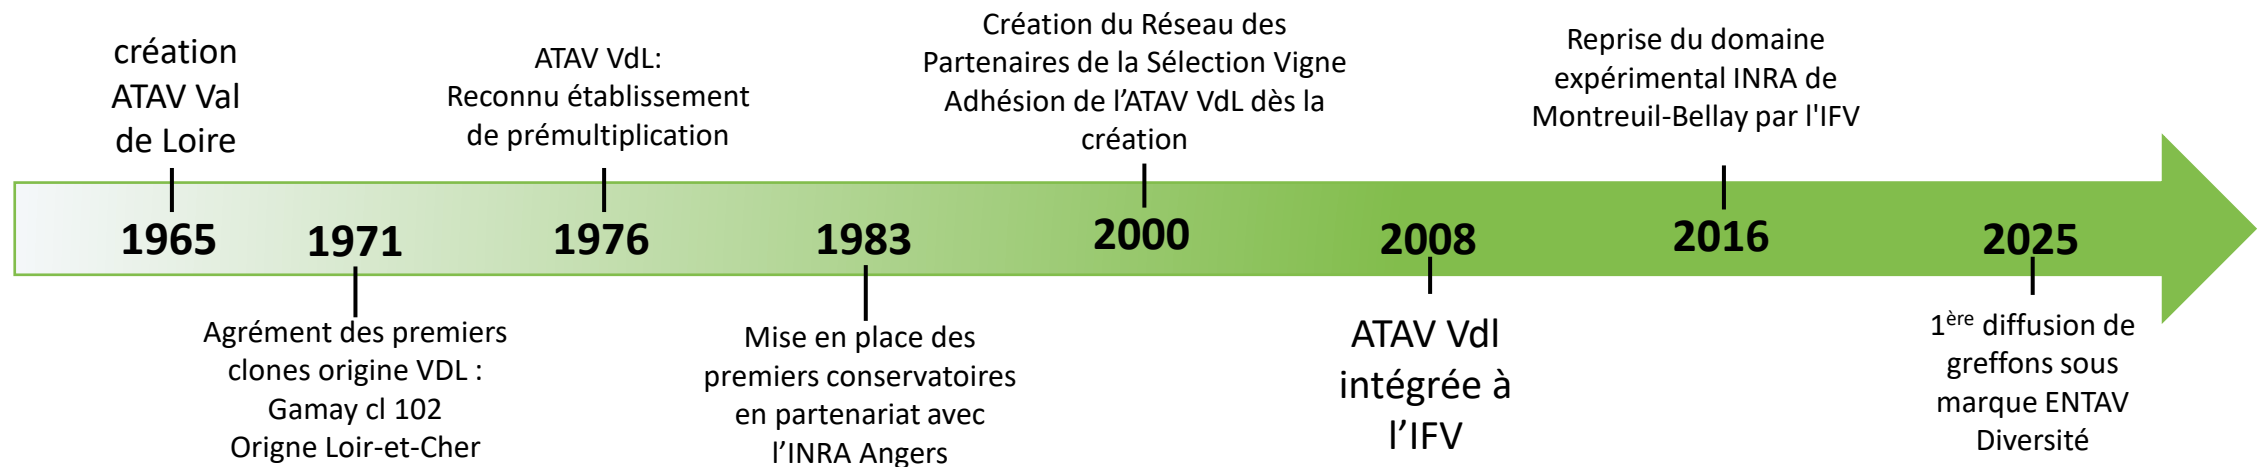 création
ATAV Val
de Loire
ATAV VdL:
Reconnu établissement
de prémultiplication
Création du Réseau des
Partenaires de la Sélection Vigne
Adhésion de l’ATAV VdL dès la
création
Reprise du domaine
expérimental INRA de
Montreuil-Bellay par l'IFV
1965
1971
1976
1983
2000
2008
2016
2025
Agrément des premiers
clones origine VDL :
Gamay cl 102
Origne Loir-et-Cher
Mise en place des
premiers conservatoires
en partenariat avec
l’INRA Angers
ATAV Vdl
intégrée à
l’IFV
1ère diffusion de
greffons sous
marque ENTAV
Diversité